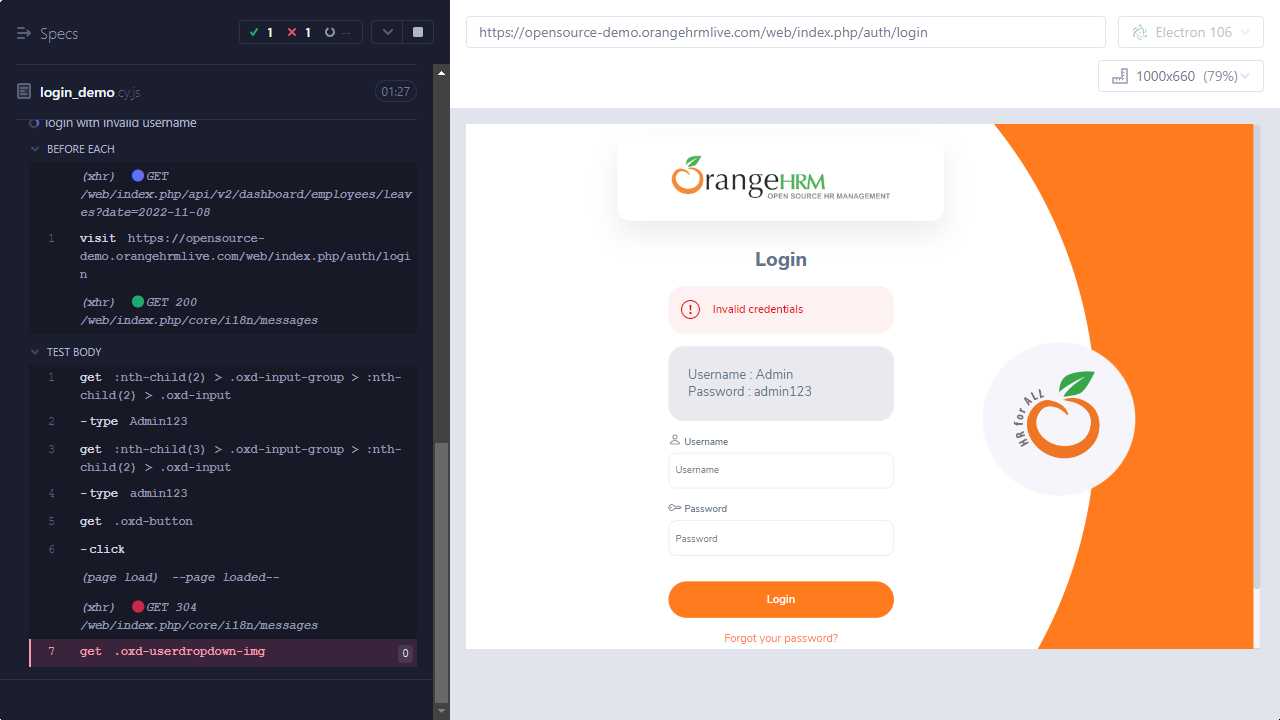 Specs
1
1
--
https://opensource-demo.orangehrmlive.com/web/index.php/auth/login
Electron 106
1000x660 (79%)
login_demo.cy.js
01:27
login with invalid username
BEFORE EACH
(xhr) GET
/web/index.php/api/v2/dashboard/employees/leav
es?date=2022-11-08
1 visit https://opensource-
demo.orangehrmlive.com/web/index.php/auth/logi
n
(xhr) GET 200
/web/index.php/core/i18n/messages
TEST BODY
1 get :nth-child(2) > .oxd-input-group > :nth-
child(2) > .oxd-input
2 -type Admin123
3 get :nth-child(3) > .oxd-input-group > :nth-
child(2) > .oxd-input
4 -type admin123
5 get .oxd-button
6 -click
(page load) --page loaded--
(xhr) GET 304
/web/index.php/core/i18n/messages
7 get .oxd-userdropdown-img 0
OrangeHRM
OPEN SOURCE HR MANAGEMENT
Login
Invalid credentials
Username : Admin
Password : admin123
Username
Username
Password
Password
Login
Forgot your password?
HR for ALL